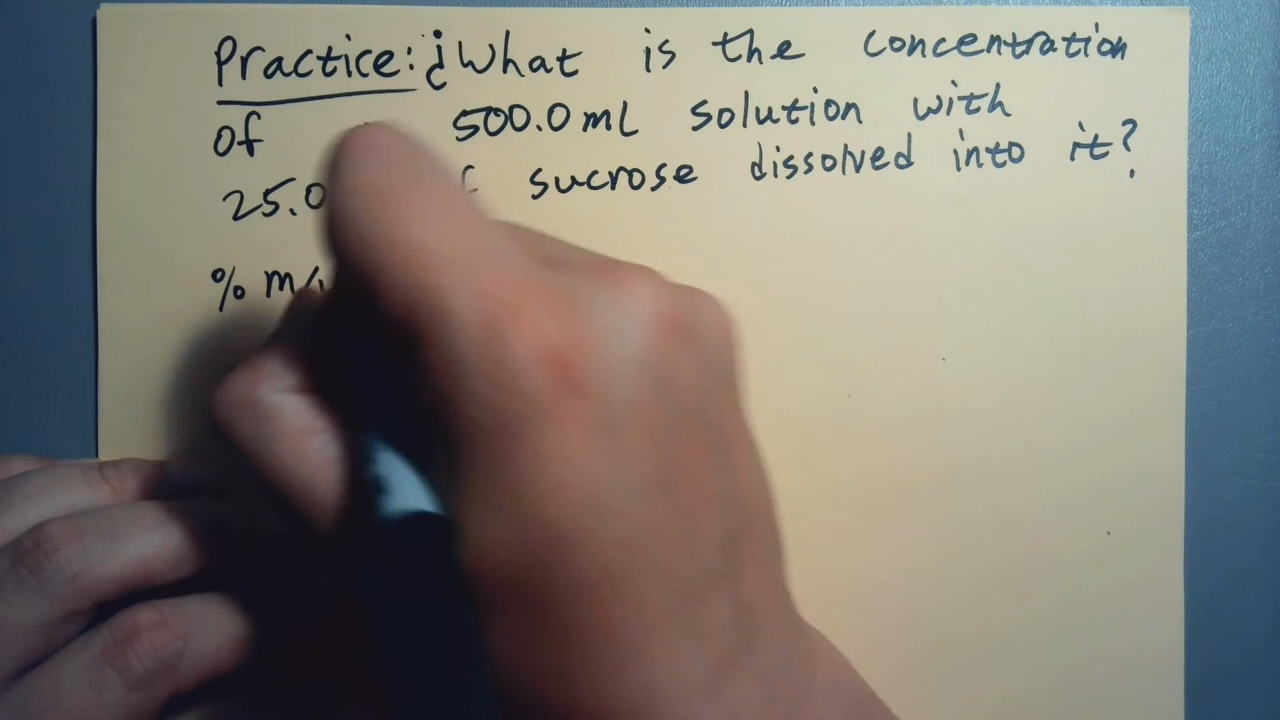 Practice: ¿What is the concentration
of 500.0 mL solution with
25.0 sucrose dissolved into it?
% m/